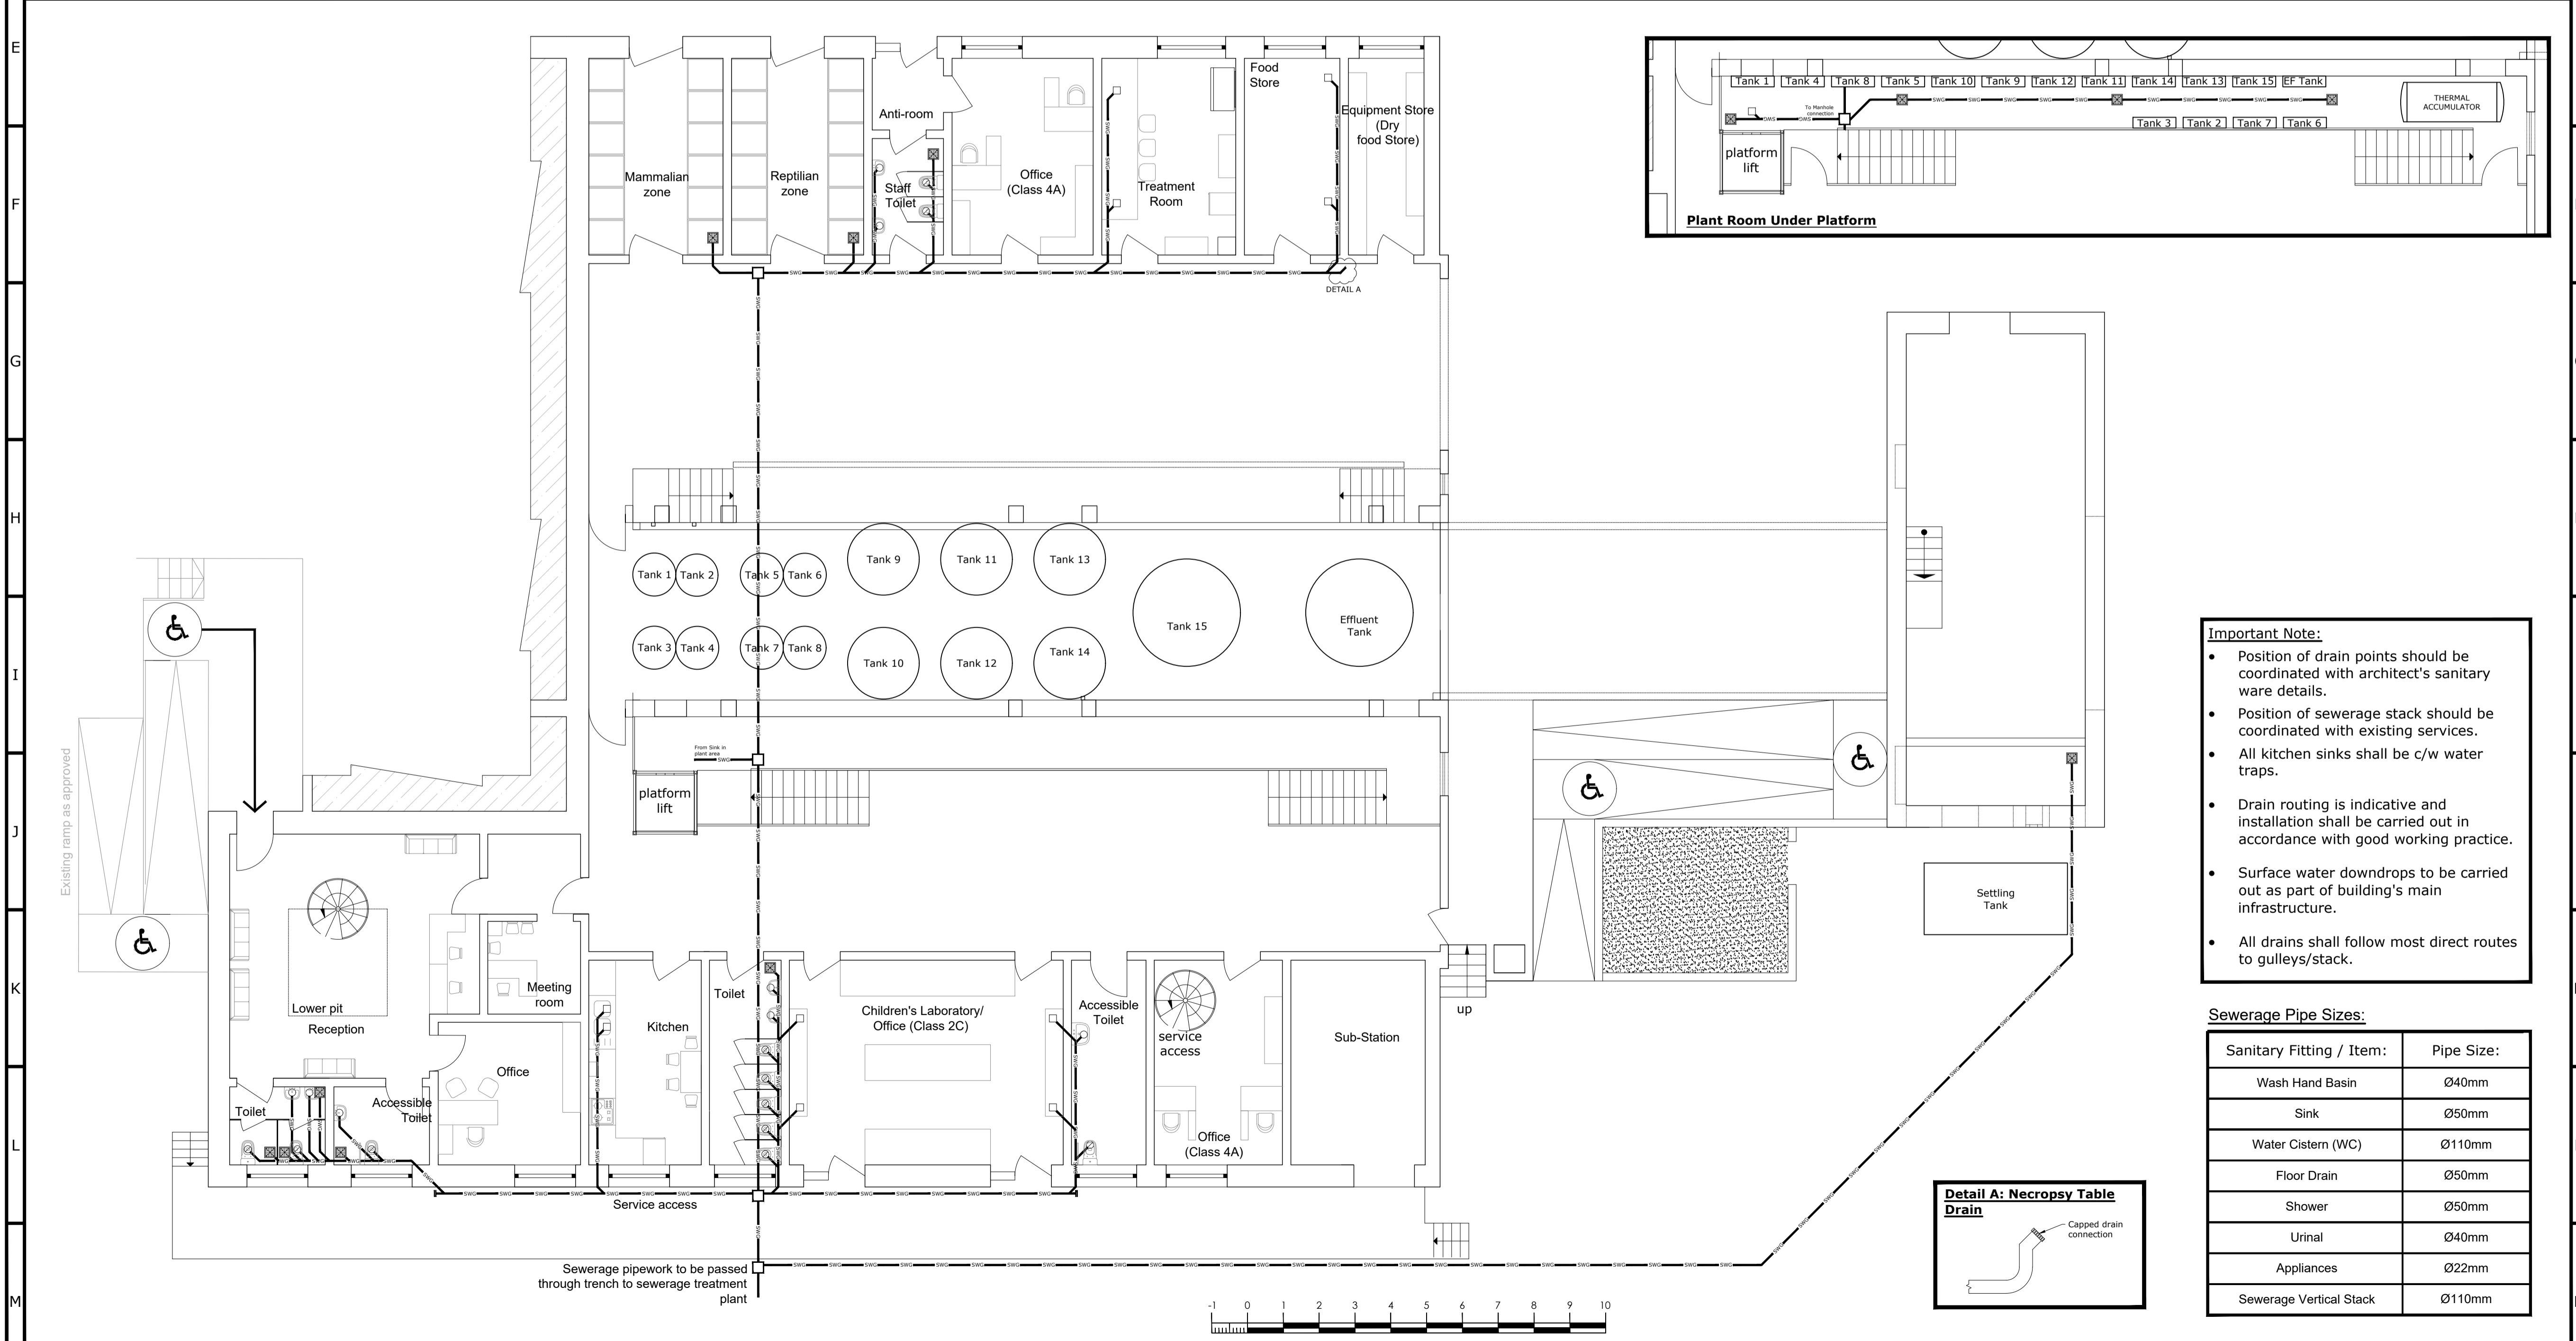 E
F
G
H
I
J
K
L
M
Mammalian
zone
Reptilian
zone
Anti-room
Staff
Toilet
Office
(Class 4A)
Treatment
Room
Food
Store
Equipment Store
(Dry
food Store)
SWG
DETAIL A
Tank 1
Tank 4
Tank 8
Tank 5
Tank 10
Tank 9
Tank 12
Tank 11
Tank 14
Tank 13
Tank 15
EF Tank
THERMAL
ACCUMULATOR
To Manhole
connection
Tank 3
Tank 2
Tank 7
Tank 6
platform
lift
Plant Room Under Platform
Tank 1
Tank 2
Tank 5
Tank 6
Tank 9
Tank 11
Tank 13
Tank 15
Effluent
Tank
Tank 3
Tank 4
Tank 7
Tank 8
Tank 10
Tank 12
Tank 14
From Sink in
plant area
SWG
platform
lift
Existing ramp as approved
Lower pit
Reception
Meeting
room
Office
Toilet
Accessible
Toilet
Kitchen
Toilet
Children's Laboratory/
Office (Class 2C)
Accessible
Toilet
service
access
Office
(Class 4A)
Sub-Station
up
Settling
Tank
Service access
Sewerage pipework to be passed
through trench to sewerage treatment
plant
-1 0 1 2 3 4 5 6 7 8 9 10
Important Note:
• Position of drain points should be
coordinated with architect's sanitary
ware details.
• Position of sewerage stack should be
coordinated with existing services.
• All kitchen sinks shall be c/w water
traps.
• Drain routing is indicative and
installation shall be carried out in
accordance with good working practice.
• Surface water downdrops to be carried
out as part of building's main
infrastructure.
• All drains shall follow most direct routes
to gulleys/stack.
Sewerage Pipe Sizes:
Sanitary Fitting / Item: Pipe Size:
Wash Hand Basin Ø40mm
Sink Ø50mm
Water Cistern (WC) Ø110mm
Floor Drain Ø50mm
Shower Ø50mm
Urinal Ø40mm
Appliances Ø22mm
Sewerage Vertical Stack Ø110mm
Detail A: Necropsy Table
Drain
Capped drain
connection